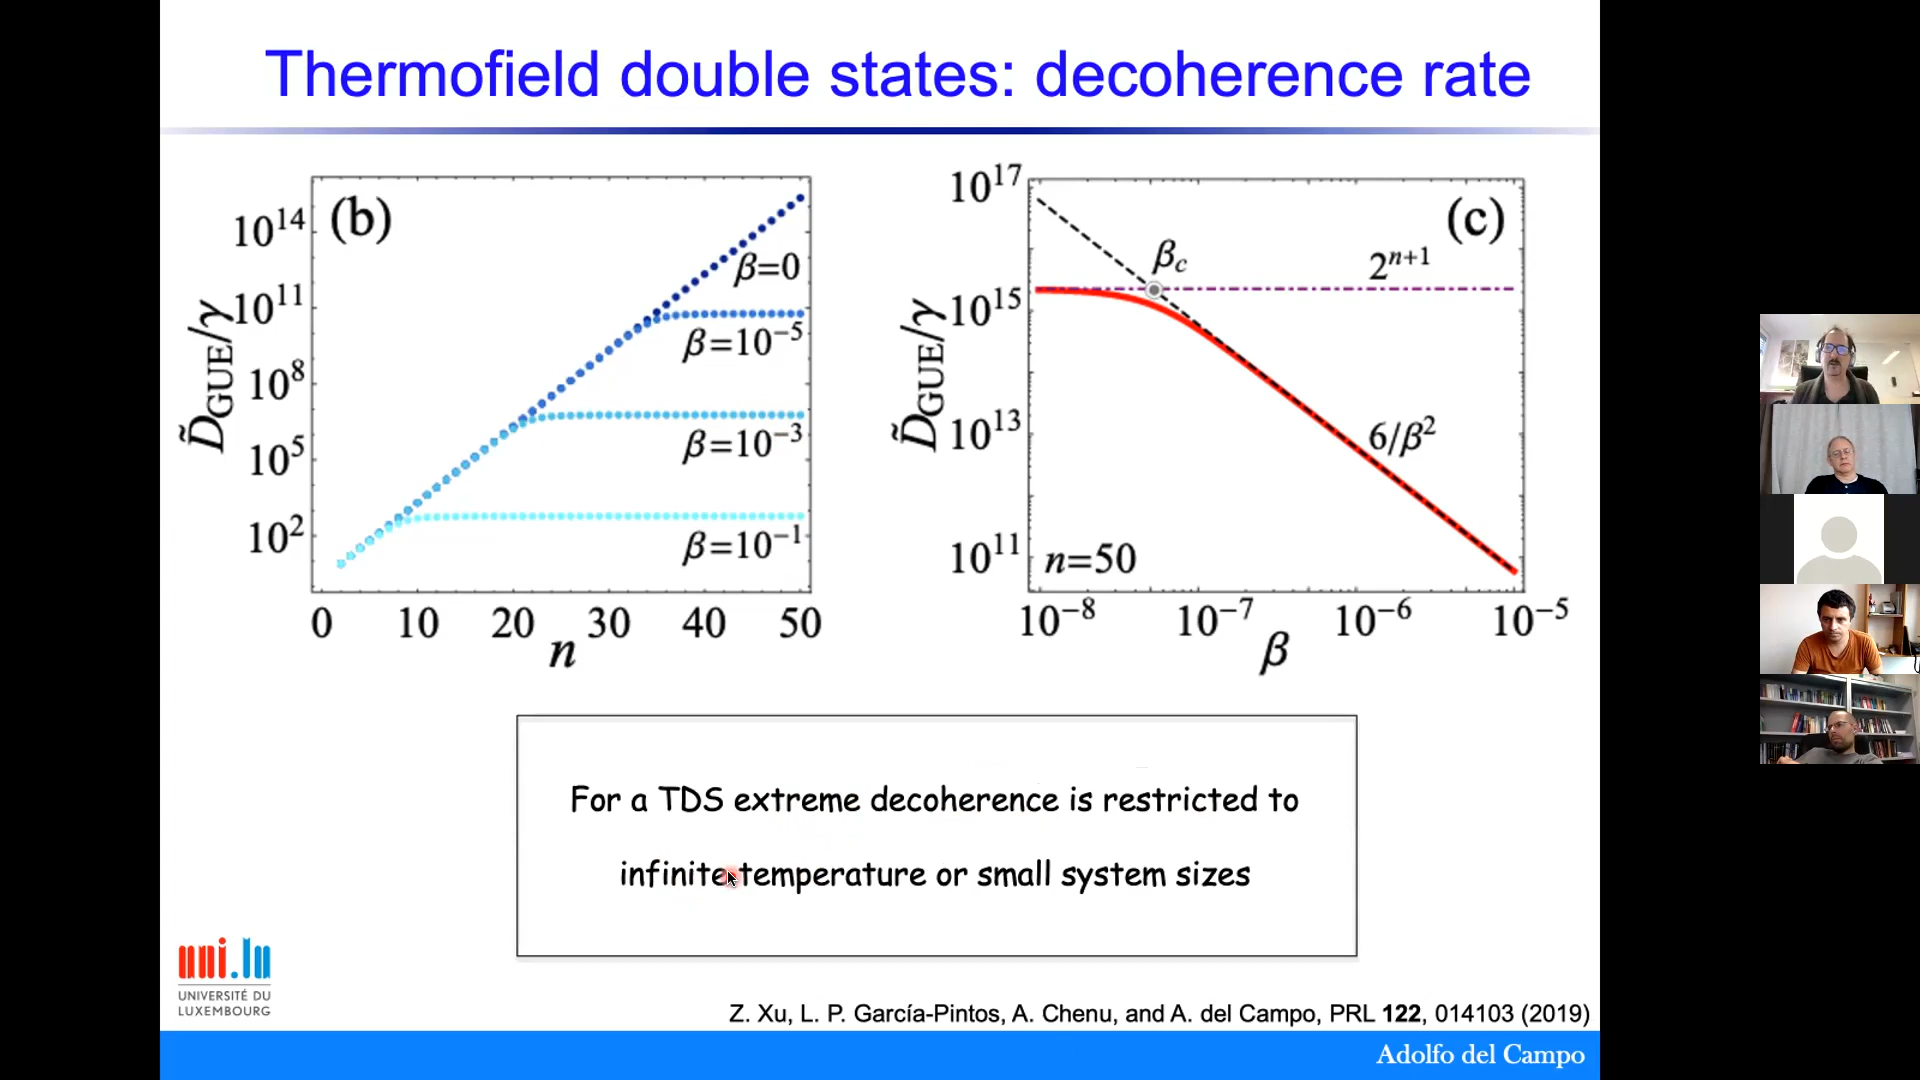 Thermofield double states: decoherence rate
(b)
D̃GUE/γ
10^14
10^11
10^8
10^5
10^2
β=0
β=10^−5
β=10^−3
β=10^−1
0 10 20 30 40 50
n
(c)
D̃GUE/γ
10^17
10^15
10^13
10^11
βc
2^n+1
6/β^2
n=50
10^−8 10^−7 10^−6 10^−5
β
For a TDS extreme decoherence is restricted to
infinite temperature or small system sizes
uni.lu
UNIVERSITÉ DU
LUXEMBOURG
Z. Xu, L. P. García-Pintos, A. Chenu, and A. del Campo, PRL 122, 014103 (2019)
Adolfo del Campo